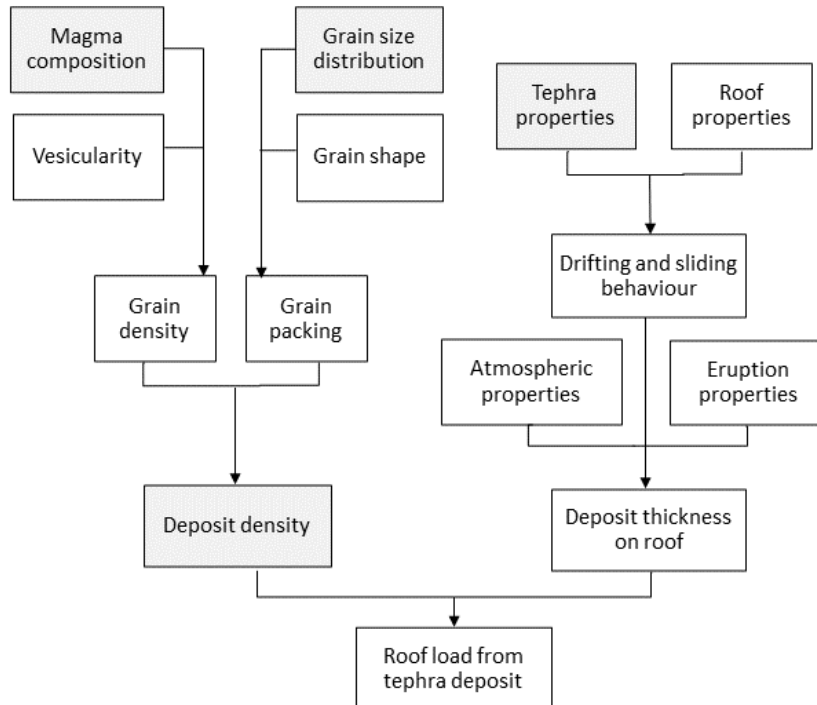 Magma
composition
Grain size
distribution
Tephra
properties
Roof
properties
Vesicularity
Grain shape
Drifting and sliding
behaviour
Grain
density
Grain
packing
Atmospheric
properties
Eruption
properties
Deposit density
Deposit thickness
on roof
Roof load from
tephra deposit